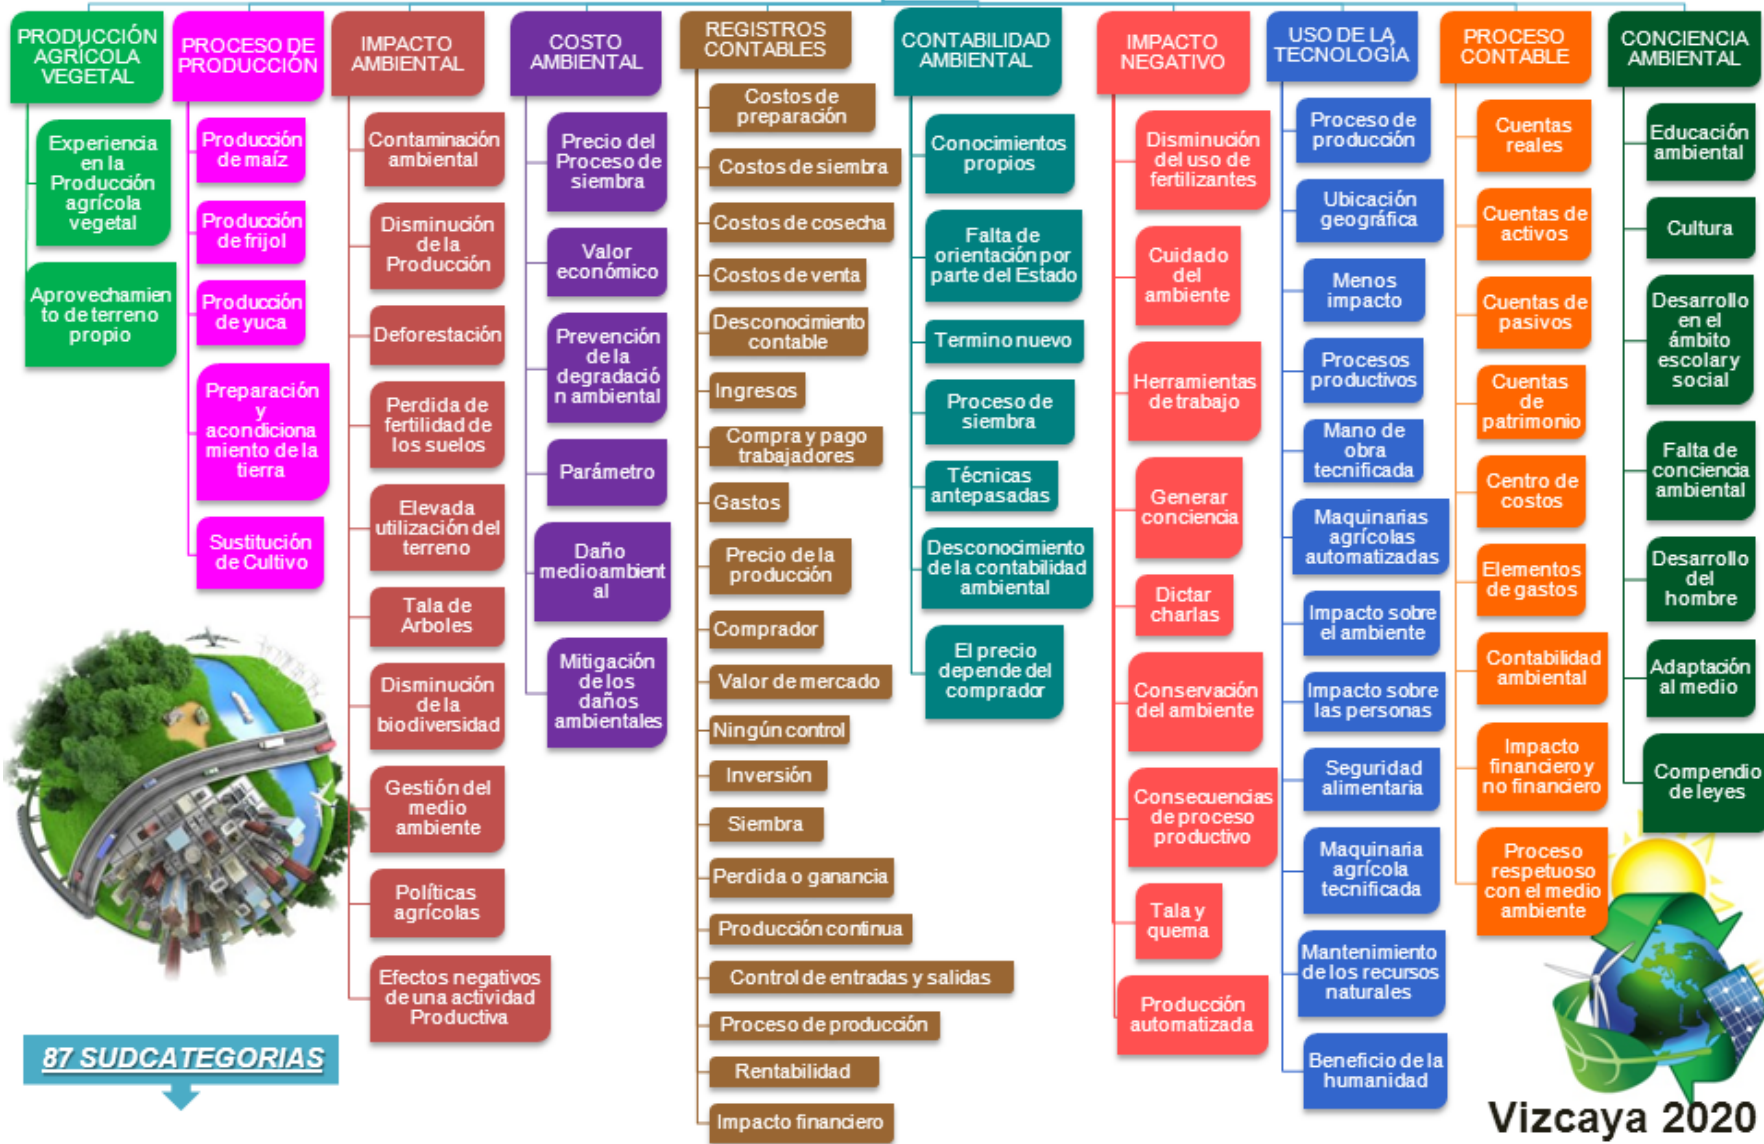 PRODUCCIÓN
AGRÍCOLA
VEGETAL
Experiencia
en la
Producción
agrícola
vegetal
Aprovechamien
to de terreno
propio
PROCESO DE
PRODUCCIÓN
Producción
de maíz
Producción
de frijol
Producción
de yuca
Preparación
y
acondiciona
miento de la
tierra
Sustitución
de Cultivo
IMPACTO
AMBIENTAL
Contaminación
ambiental
Disminución
de la
Producción
Deforestación
Perdida de
fertilidad de
los suelos
Elevada
utilización del
terreno
Tala de
Arboles
Disminución
de la
biodiversidad
Gestión del
medio
ambiente
Políticas
agrícolas
Efectos negativos
de una actividad
Productiva
COSTO
AMBIENTAL
Precio del
Proceso de
siembra
Valor
económico
Prevención
de la
degradació
n ambiental
Parámetro
Daño
medioambient
al
Mitigación
de los
daños
ambientales
REGISTROS
CONTABLES
Costos de
preparación
Costos de siembra
Costos de cosecha
Costos de venta
Desconocimiento
contable
Ingresos
Compra y pago
trabajadores
Gastos
Precio de la
producción
Comprador
Valor de mercado
Ningún control
Inversión
Siembra
Perdida o ganancia
Producción continua
Control de entradas y salidas
Proceso de producción
Rentabilidad
Impacto financiero
CONTABILIDAD
AMBIENTAL
Conocimientos
propios
Falta de
orientación por
parte del Estado
Termino nuevo
Proceso de
siembra
Técnicas
antepasadas
Desconocimiento
de la contabilidad
ambiental
El precio
depende del
comprador
IMPACTO
NEGATIVO
Disminución
del uso de
fertilizantes
Cuidado
del
ambiente
Herramientas
de trabajo
Generar
conciencia
Dictar
charlas
Conservación
del ambiente
Consecuencias
de proceso
productivo
Tala y
quema
Producción
automatizada
USO DE LA
TECNOLOGÍA
Proceso de
producción
Ubicación
geográfica
Menos
impacto
Procesos
productivos
Mano de
obra
tecnificada
Maquinarias
agrícolas
automatizadas
Impacto sobre
el ambiente
Impacto sobre
las personas
Seguridad
alimentaria
Maquinaria
agrícola
tecnificada
Mantenimiento
de los recursos
naturales
Beneficio de la
humanidad
PROCESO
CONTABLE
Cuentas
reales
Cuentas de
activos
Cuentas de
pasivos
Cuentas
de
patrimonio
Centro de
costos
Elementos
de gastos
Contabilidad
ambiental
Impacto
financiero y
no financiero
Proceso
respetuoso
con el medio
ambiente
CONCIENCIA
AMBIENTAL
Educación
ambiental
Cultura
Desarrollo
en el
ámbito
escolar y
social
Falta de
conciencia
ambiental
Desarrollo
del
hombre
Adaptación
al medio
Compendio
de leyes
87 SUDCATEGORIAS
Vizcaya 2020